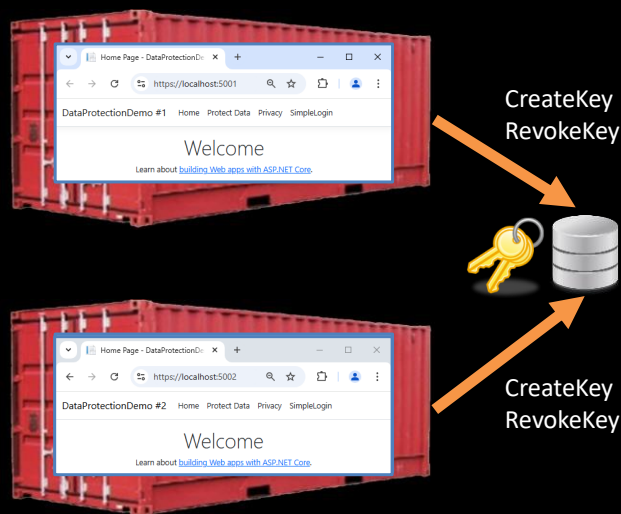 Home Page - DataProtectionDe
https://localhost:5001
DataProtectionDemo #1 Home Protect Data Privacy SimpleLogin
Welcome
Learn about building Web apps with ASP.NET Core.
CreateKey
RevokeKey
Home Page - DataProtectionDe
https://localhost:5002
DataProtectionDemo #2 Home Protect Data Privacy SimpleLogin
Welcome
Learn about building Web apps with ASP.NET Core.
CreateKey
RevokeKey